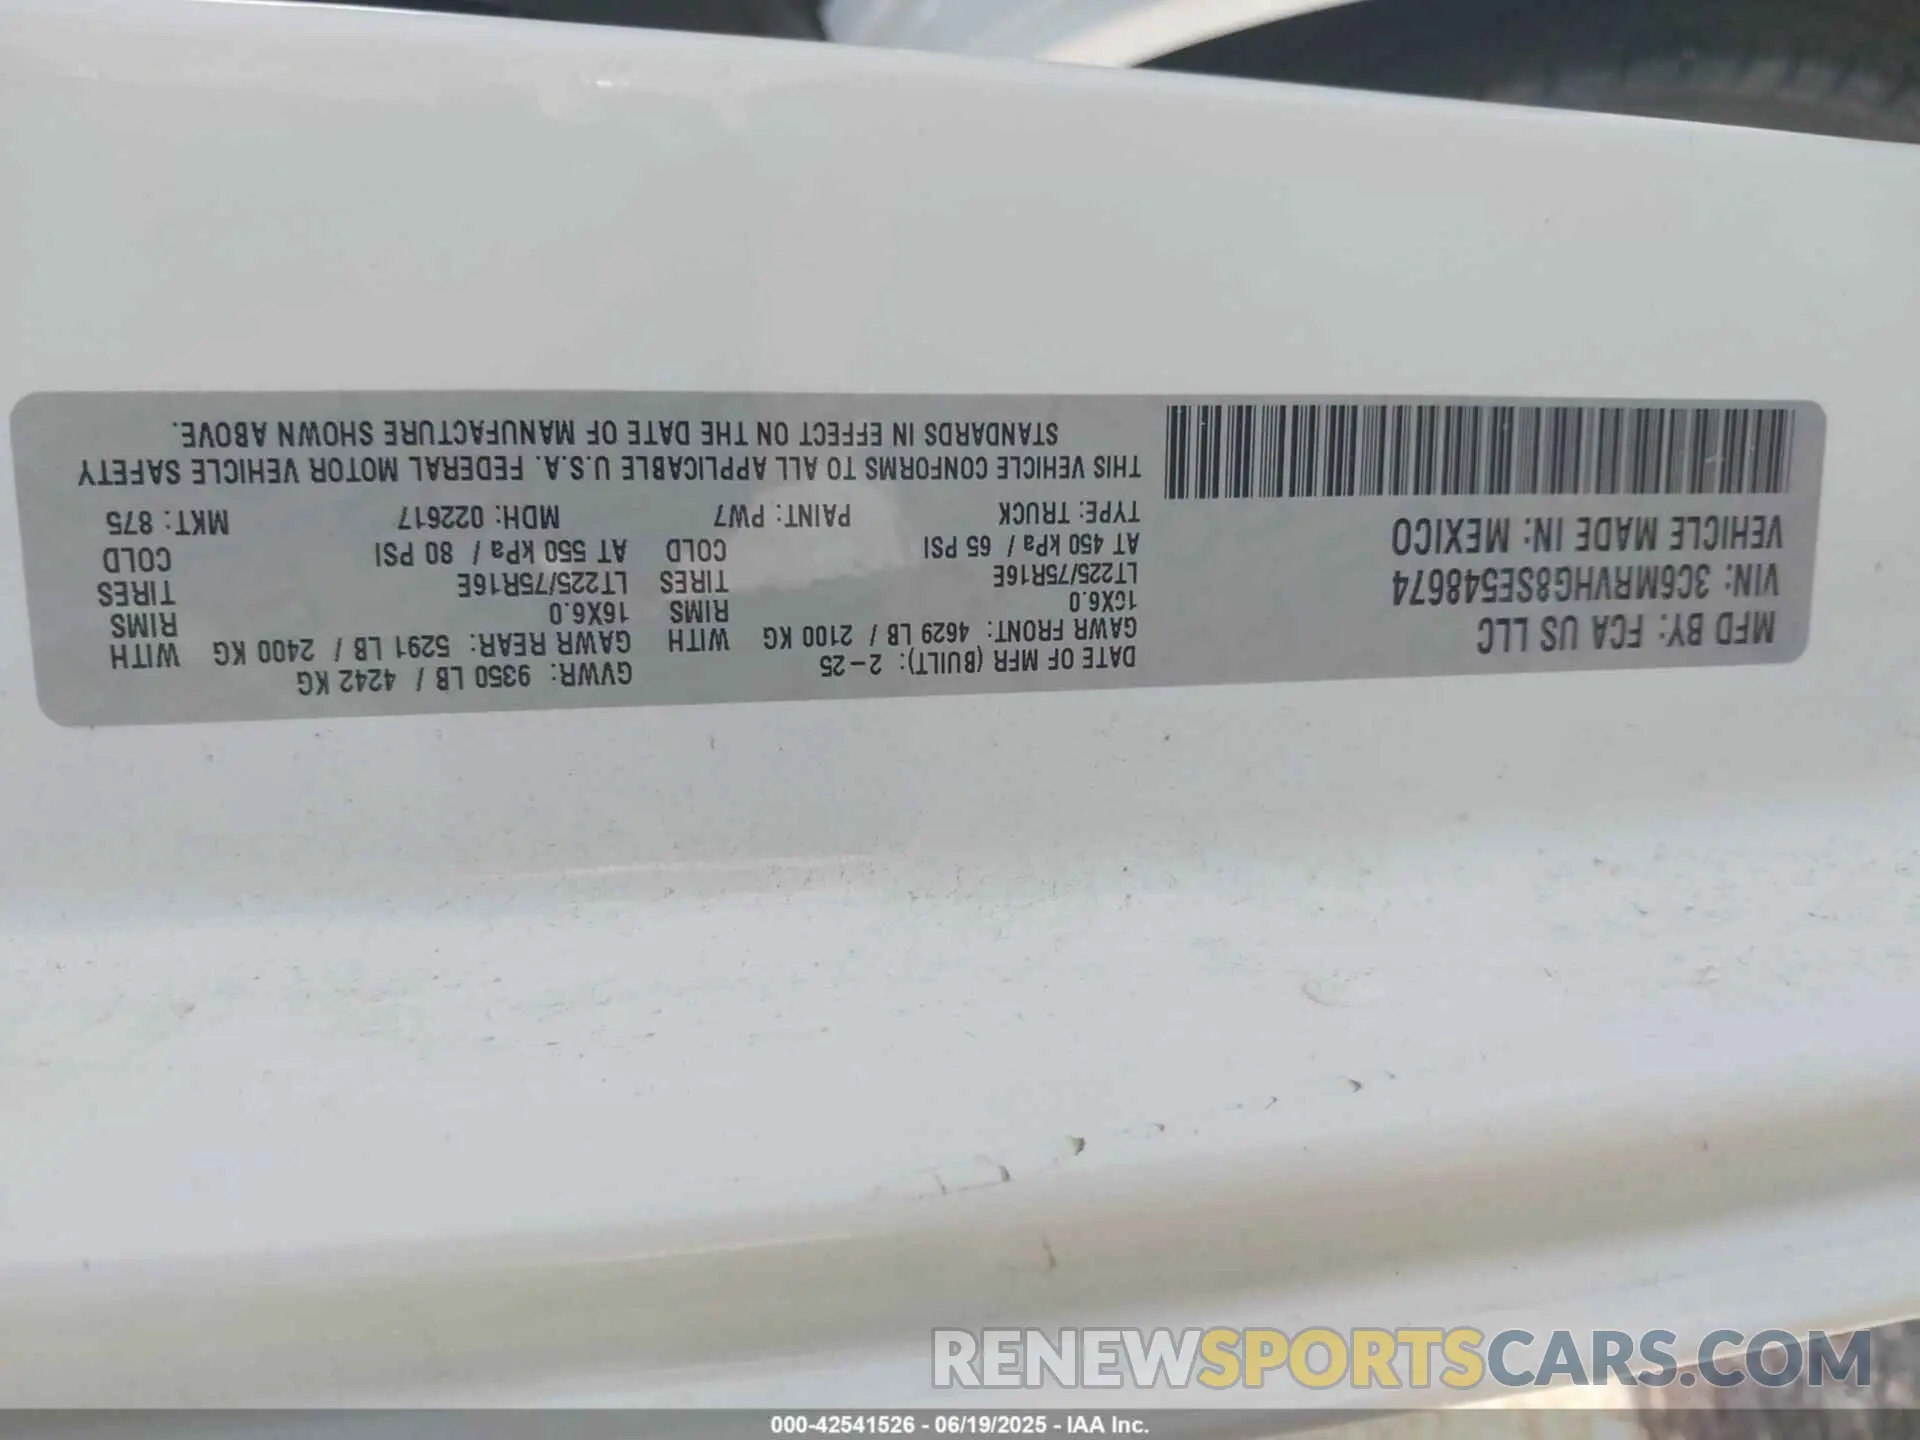 MFD BY: FCA US LLC
VIN: 3C6MRVHG8SE548674
VEHICLE MADE IN: MEXICO
DATE OF MFR (BUILT): 2-25
GVWR: 9350 LB / 4242 KG
GAWR FRONT: 4629 LB / 2100 KG WITH
GAWR REAR: 5291 LB / 2400 KG WITH
16X6.0 RIMS
16X6.0 RIMS
LT225/75R16E TIRES
LT225/75R16E TIRES
AT 450 kPa / 65 PSI COLD
AT 550 kPa / 80 PSI COLD
TYPE: TRUCK PAINT: PW7 MDH: 022617 MKT: 875
THIS VEHICLE CONFORMS TO ALL APPLICABLE U.S.A. FEDERAL MOTOR VEHICLE SAFETY
STANDARDS IN EFFECT ON THE DATE OF MANUFACTURE SHOWN ABOVE.
RENEWSPORTSCARS.COM
000-42541526 - 06/19/2025 - IAA Inc.